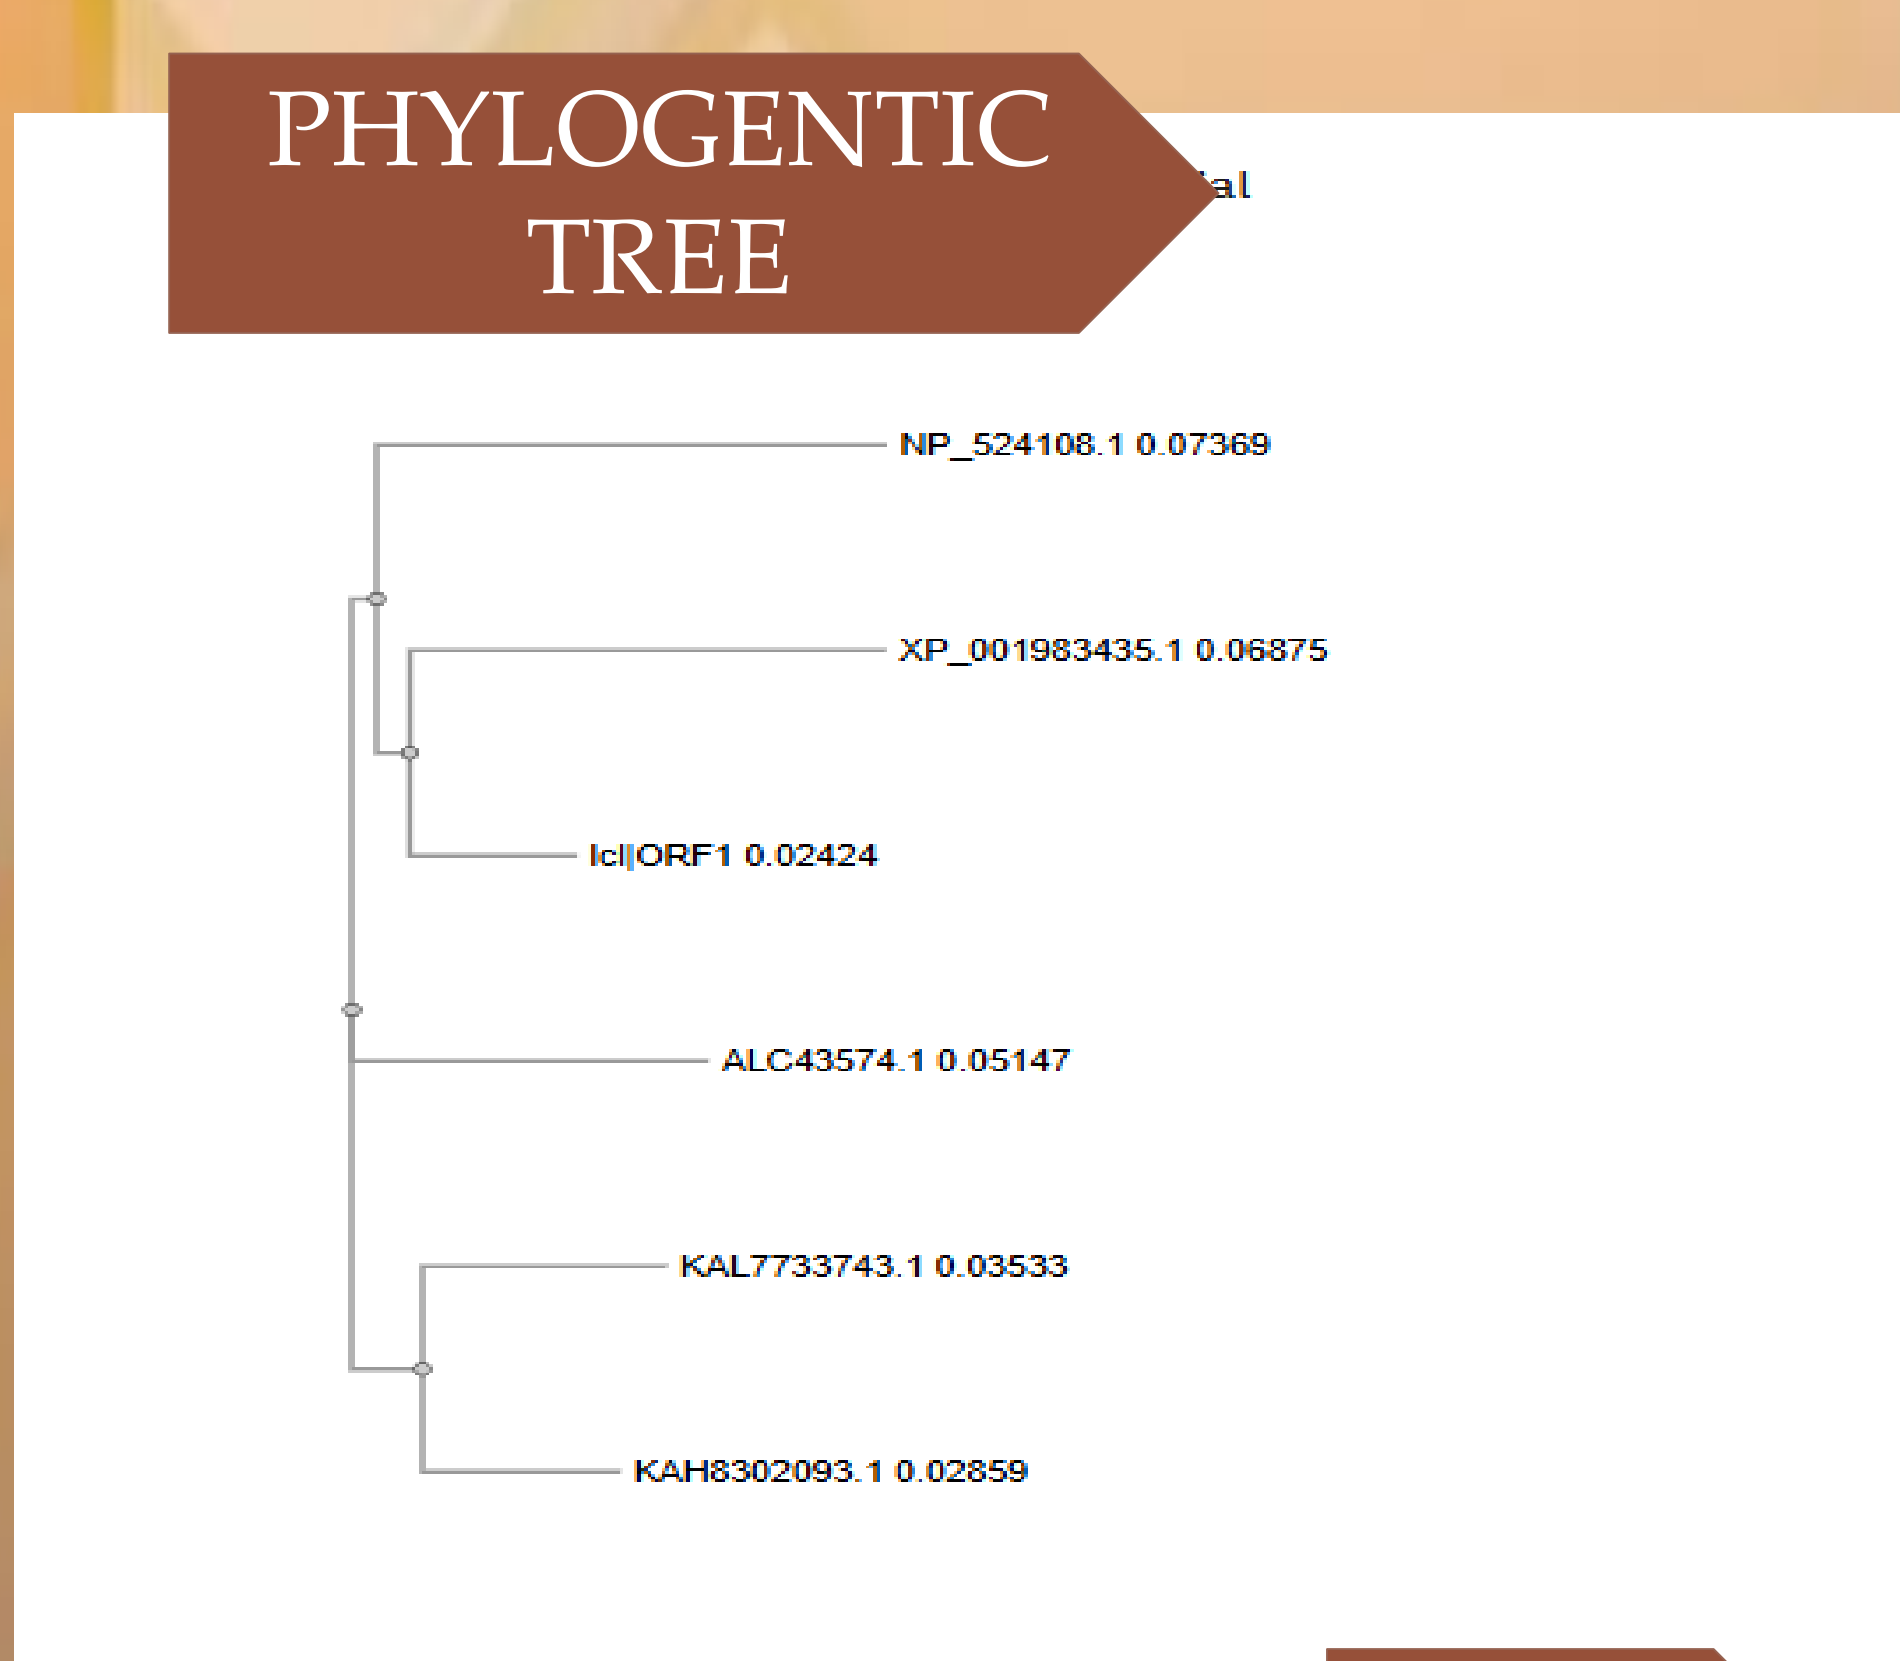 PHYLOGENTIC
TREE
NP_524108.1 0.07369
XP_001983435.1 0.06875
lcl|ORF1 0.02424
ALC43574.1 0.05147
KAL7733743.1 0.03533
KAH8302093.1 0.02859